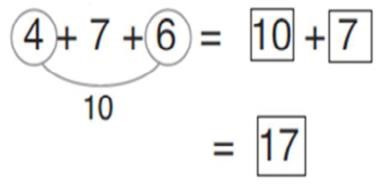 4 + 7 + 6 = 10 + 7
10
= 17